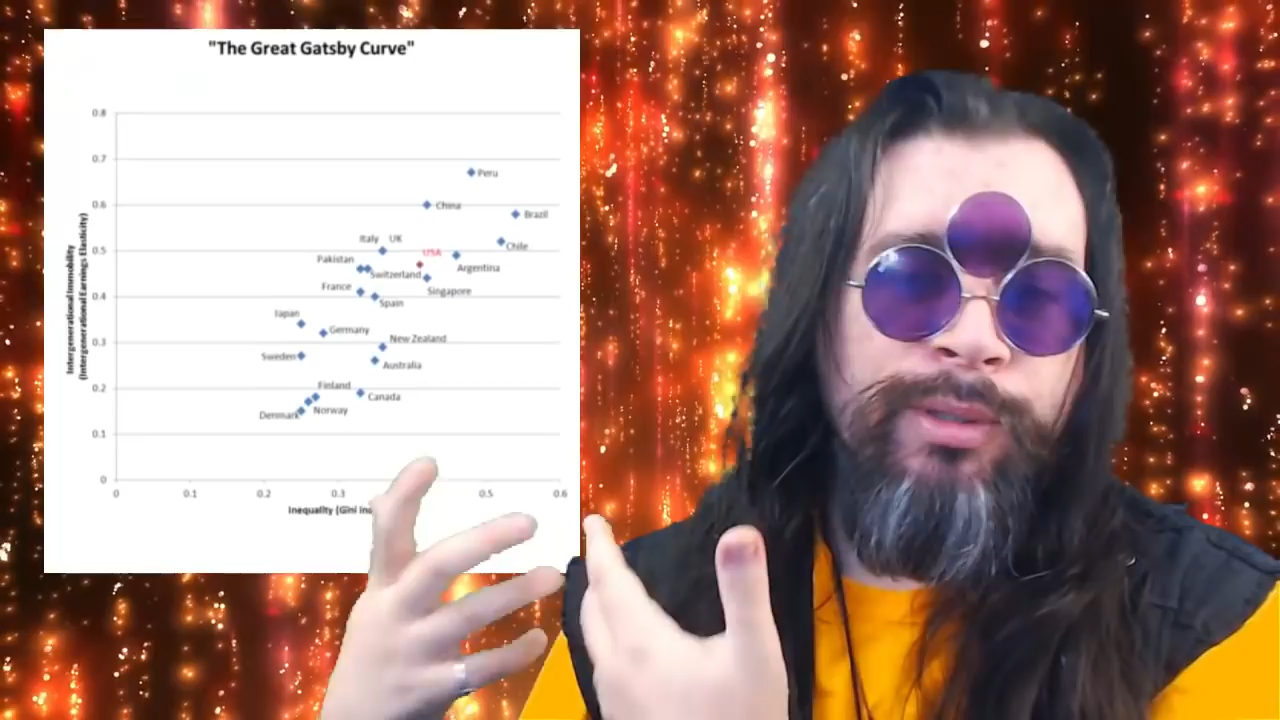 "The Great Gatsby Curve"
0.8
0.7
Peru
0.6
China
Brazil
Italy UK
0.5
USA
Chile
Pakistan
Switzerland
Argentina
0.4
France
Singapore
Spain
Japan
Germany
0.3
New Zealand
Sweden
Australia
0.2
Finland
Canada
Denmark
Norway
0.1
0
Intergenerational Immobility
(Intergenerational Earnings Elasticity)
0 0.1 0.2 0.3 0.5 0.6
Inequality (Gini